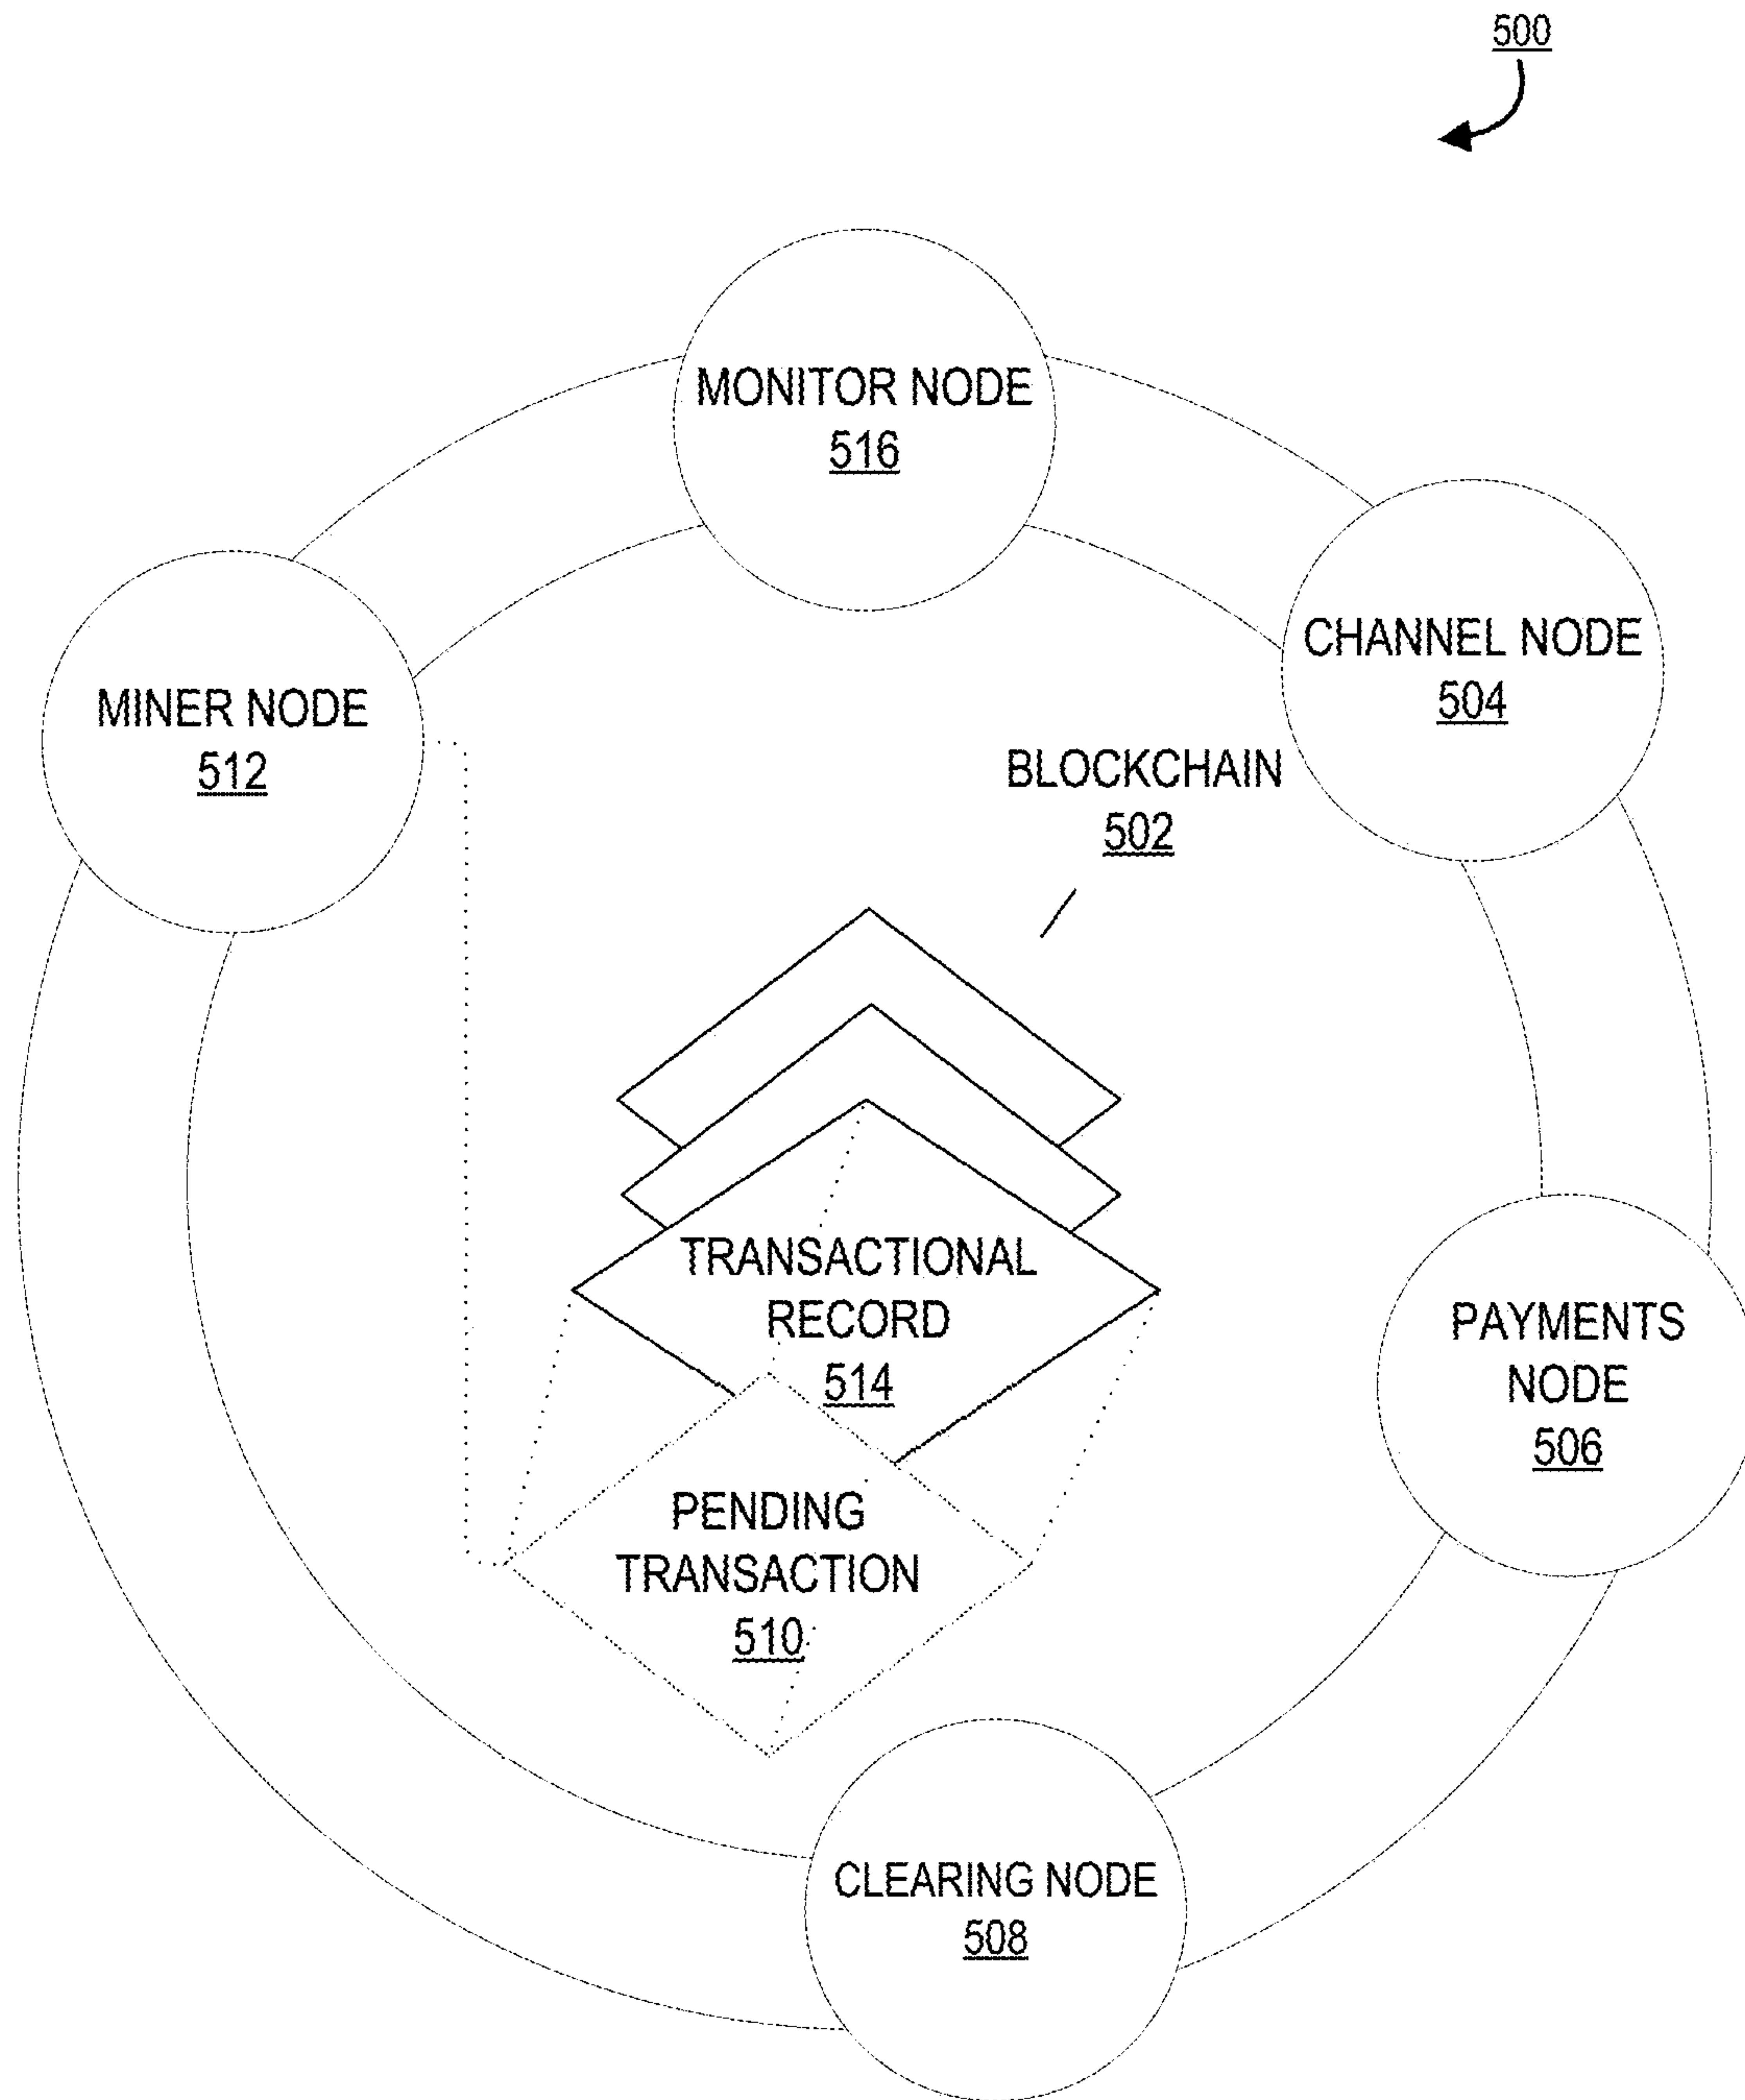 500
MONITOR NODE
516
CHANNEL NODE
504
MINER NODE
512
BLOCKCHAIN
502
TRANSACTIONAL
RECORD
514
PAYMENTS
NODE
506
PENDING
TRANSACTION
510
CLEARING NODE
508